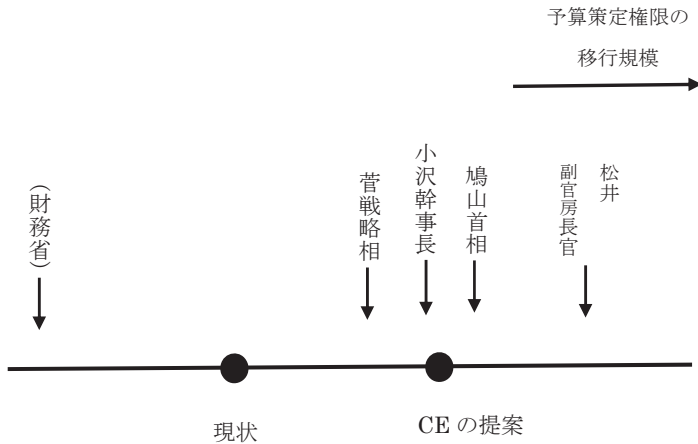 予算策定権限の
移行規模
（財務省）
菅戦略相
小沢幹事長
鳩山首相
松井
副官房長官
現状
CE の提案